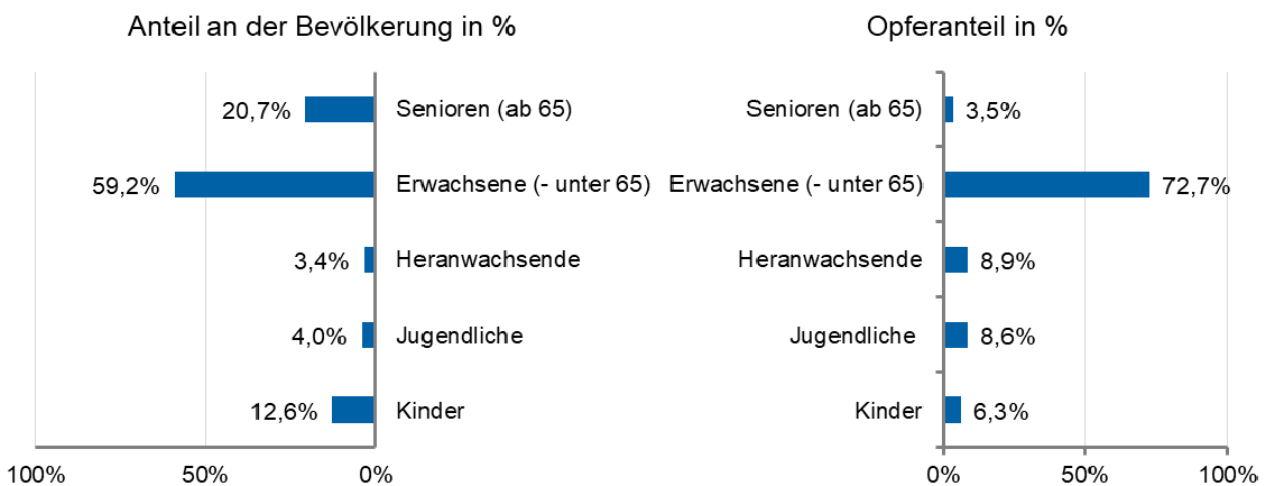 Anteil an der Bevölkerung in %
20,7% Senioren (ab 65)
59,2% Erwachsene (- unter 65)
3,4% Heranwachsende
4,0% Jugendliche
12,6% Kinder
100% 50% 0%
Opferanteil in %
Senioren (ab 65) 3,5%
Erwachsene (- unter 65) 72,7%
Heranwachsende 8,9%
Jugendliche 8,6%
Kinder 6,3%
0% 50% 100%